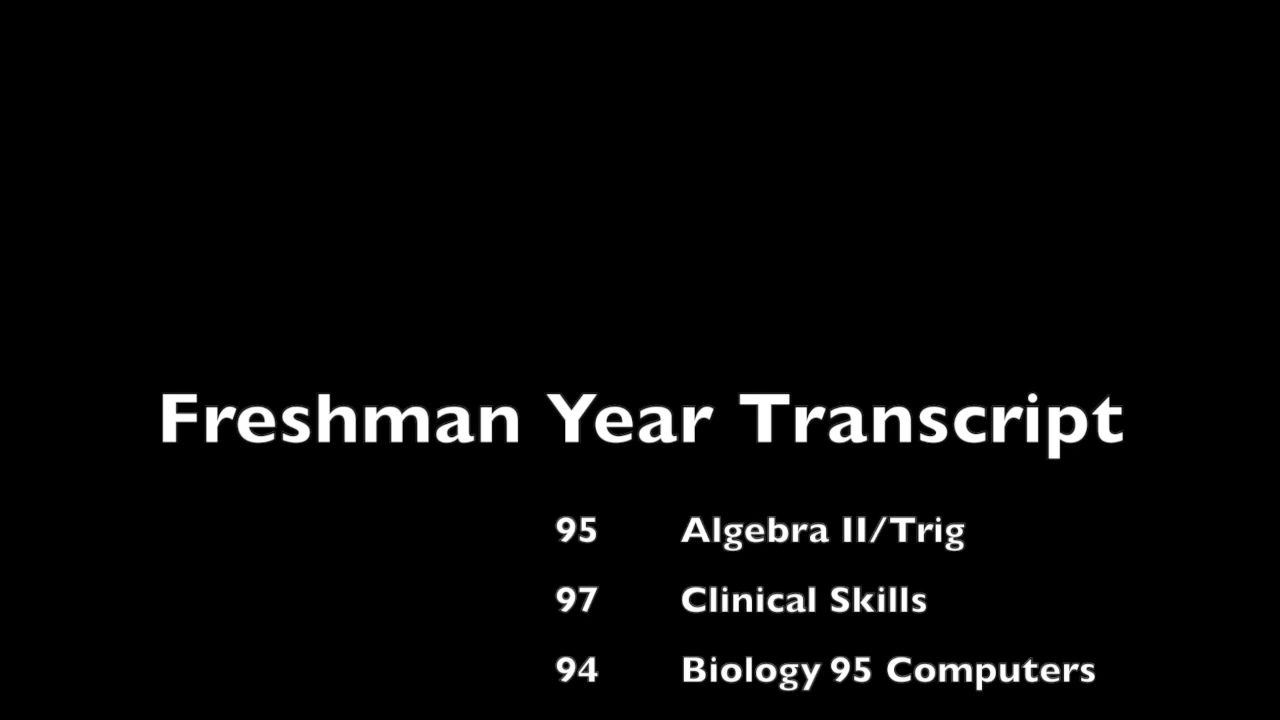 Freshman Year Transcript
95 Algebra II/Trig
97 Clinical Skills
94 Biology 95 Computers